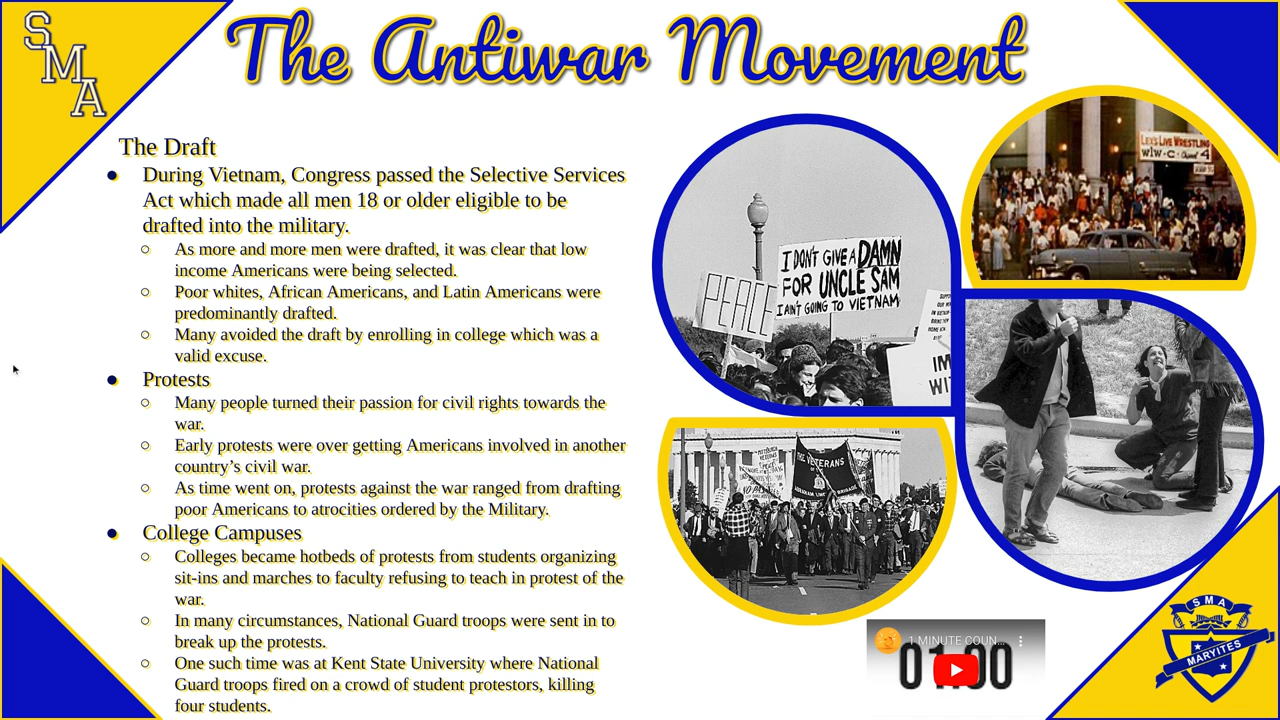 SMA
The Antiwar Movement
The Draft
● During Vietnam, Congress passed the Selective Services
Act which made all men 18 or older eligible to be
drafted into the military.
○ As more and more men were drafted, it was clear that low
income Americans were being selected.
○ Poor whites, African Americans, and Latin Americans were
predominantly drafted.
○ Many avoided the draft by enrolling in college which was a
valid excuse.
● Protests
○ Many people turned their passion for civil rights towards the
war.
○ Early protests were over getting Americans involved in another
country's civil war.
○ As time went on, protests against the war ranged from drafting
poor Americans to atrocities ordered by the Military.
● College Campuses
○ Colleges became hotbeds of protests from students organizing
sit-ins and marches to faculty refusing to teach in protest of the
war.
○ In many circumstances, National Guard troops were sent in to
break up the protests.
○ One such time was at Kent State University where National
Guard troops fired on a crowd of student protestors, killing
four students.
PEACE
I DON'T GIVE A DAMN
FOR UNCLE SAM
I AIN'T GOING TO VIETNAM
IM
WI
LEX'S LIVE WRESTLING
wlw-c-channel 4
VETERANS
1 MINUTE COUN...
01:00
SMA
MARYITES